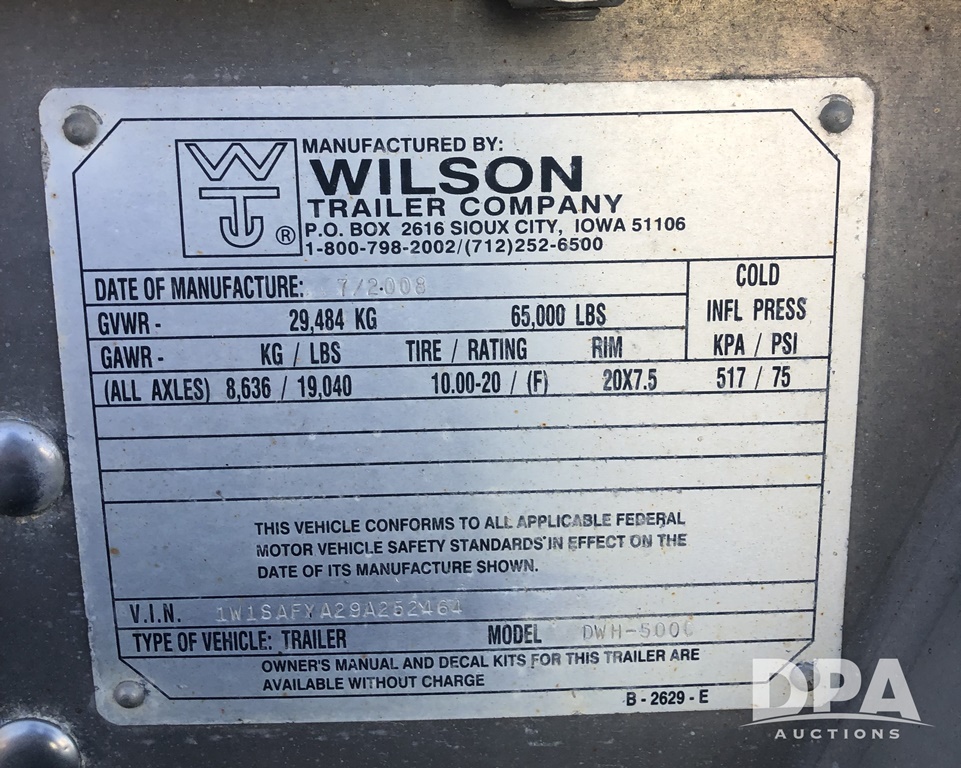 MANUFACTURED BY:
WILSON
TRAILER COMPANY
P.O. BOX 2616 SIOUX CITY, IOWA 51106
1-800-798-2002/(712)252-6500
WT ®
DATE OF MANUFACTURE: 7/2008
COLD
INFL PRESS
KPA / PSI
GVWR - 29,484 KG 65,000 LBS
GAWR - KG / LBS TIRE / RATING RIM
(ALL AXLES) 8,636 / 19,040 10.00-20 / (F) 20X7.5 517 / 75
THIS VEHICLE CONFORMS TO ALL APPLICABLE FEDERAL
MOTOR VEHICLE SAFETY STANDARDS IN EFFECT ON THE
DATE OF ITS MANUFACTURE SHOWN.
V.I.N. 1W1SAFYA29A252464
TYPE OF VEHICLE: TRAILER MODEL
OWNER'S MANUAL AND DECAL KITS FOR THIS TRAILER ARE
AVAILABLE WITHOUT CHARGE
B - 2629 - E
DPA
AUCTIONS